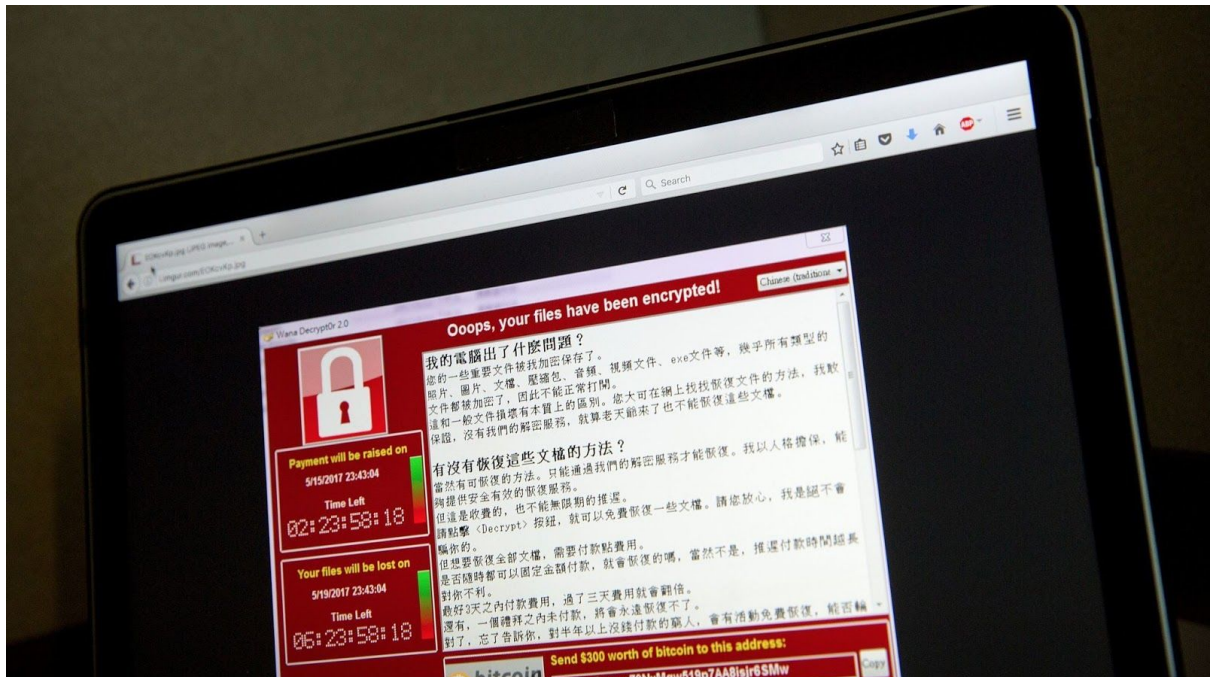 EOKcvKp.jpg (JPEG Image...
imgur.com/EOKcvKp.jpg
Search
ABP
Wana Decrypt0r 2.0
Ooops, your files have been encrypted!
Chinese (traditiona
Payment will be raised on
5/15/2017 23:43:04
Time Left
02:23:58:18
Your files will be lost on
5/19/2017 23:43:04
Time Left
06:23:58:18
我的電腦出了什麽問題？
您的一些重要文件被我加密保存了。
照片、圖片、文檔、壓縮包、音頻、視頻文件、exe文件等，幾乎所有類型的
文件都被加密了，因此不能正常打開。
這和一般文件損壞有本質上的區別。您大可在網上找找恢復文件的方法，我敢
保證，沒有我們的解密服務，就算老天爺來了也不能恢復這些文檔。
有沒有恢復這些文檔的方法？
當然有可恢復的方法。只能通過我們的解密服務才能恢復。我以人格擔保，能
夠提供安全有效的恢復服務。
但這是收費的，也不能無限期的推遲。
請點擊 <Decrypt> 按鈕，就可以免費恢復一些文檔。請您放心，我是絕不會
騙你的。
但想要恢復全部文檔，需要付款點費用。
是否隨時都可以固定金額付款，就會恢復的嗎，當然不是，推遲付款時間越長
對你不利。
最好3天之內付款費用，過了三天費用就會翻倍。
還有，一個禮拜之內未付款，將會永遠恢復不了。
對了，忘了告訴你，對半年以上沒錢付款的窮人，會有活動免費恢復，能否輪
bitcoin
Send $300 worth of bitcoin to this address:
Copy